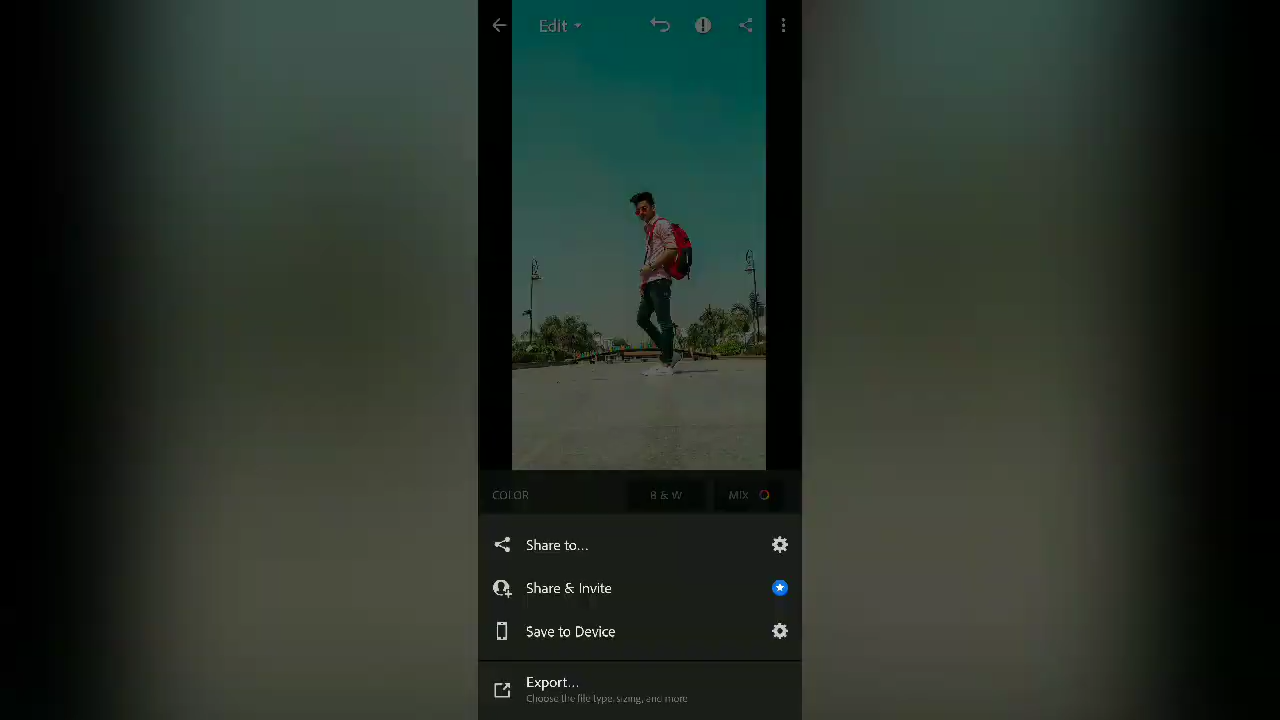 Edit
COLOR
B & W
MIX
Share to...
Share & Invite
Save to Device
Export...
Choose the file type, sizing, and more